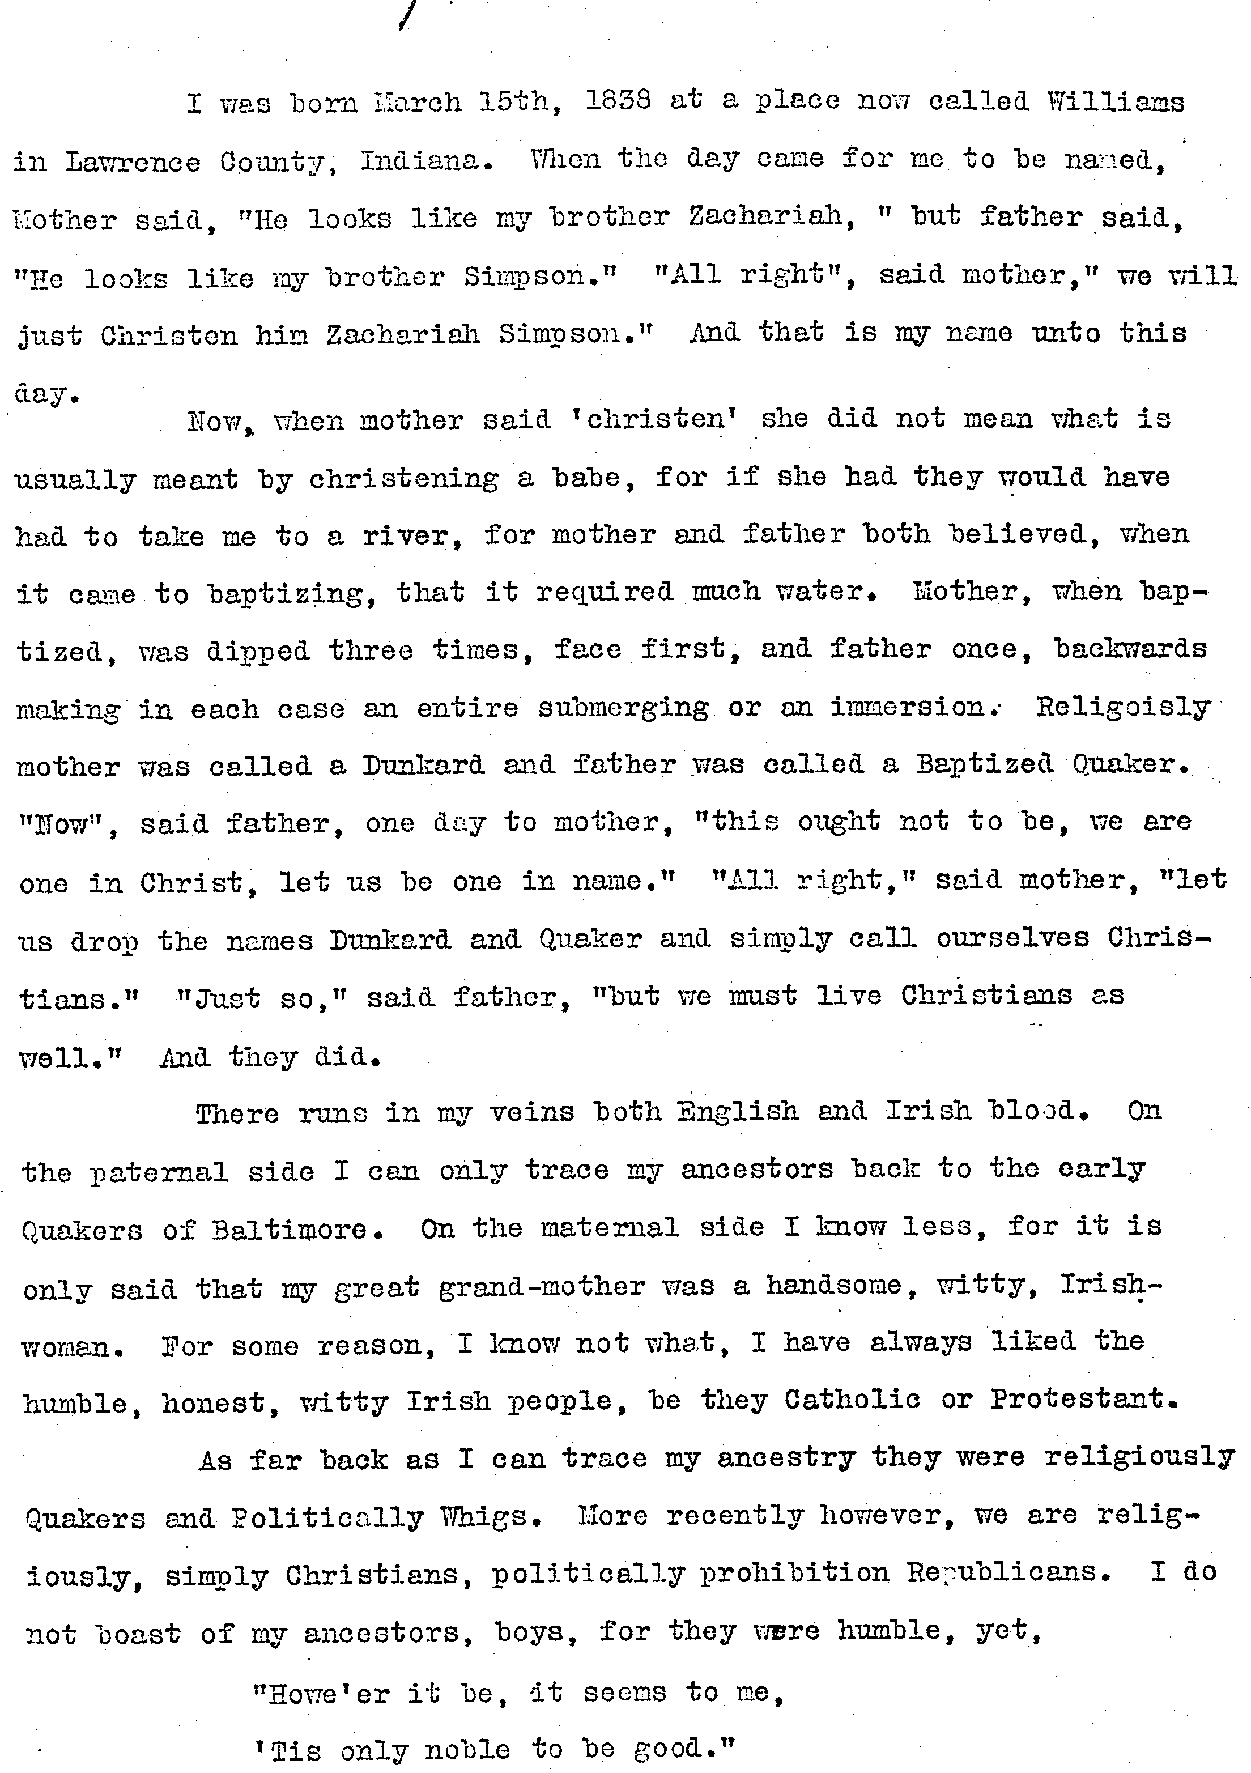 1
I was born March 15th, 1838 at a place now called Williams
in Lawrence County, Indiana. When the day came for me to be named,
Mother said, "He looks like my brother Zachariah, " but father said,
"He looks like my brother Simpson." "All right", said mother," we will
just Christen him Zachariah Simpson." And that is my name unto this
day.
Now, when mother said 'christen' she did not mean what is
usually meant by christening a babe, for if she had they would have
had to take me to a river, for mother and father both believed, when
it came to baptizing, that it required much water. Mother, when bap-
tized, was dipped three times, face first, and father once, backwards
making in each case an entire submerging or an immersion. Religoisly
mother was called a Dunkard and father was called a Baptized Quaker.
"Now", said father, one day to mother, "this ought not to be, we are
one in Christ, let us be one in name." "All right," said mother, "let
us drop the names Dunkard and Quaker and simply call ourselves Chris-
tians." "Just so," said father, "but we must live Christians as
well." And they did.
There runs in my veins both English and Irish blood. On
the paternal side I can only trace my ancestors back to the early
Quakers of Baltimore. On the maternal side I know less, for it is
only said that my great grand-mother was a handsome, witty, Irish-
woman. For some reason, I know not what, I have always liked the
humble, honest, witty Irish people, be they Catholic or Protestant.
As far back as I can trace my ancestry they were religiously
Quakers and Politically Whigs. More recently however, we are relig-
iously, simply Christians, politically prohibition Republicans. I do
not boast of my ancestors, boys, for they were humble, yet,
"Howe'er it be, it seems to me,
'Tis only noble to be good."